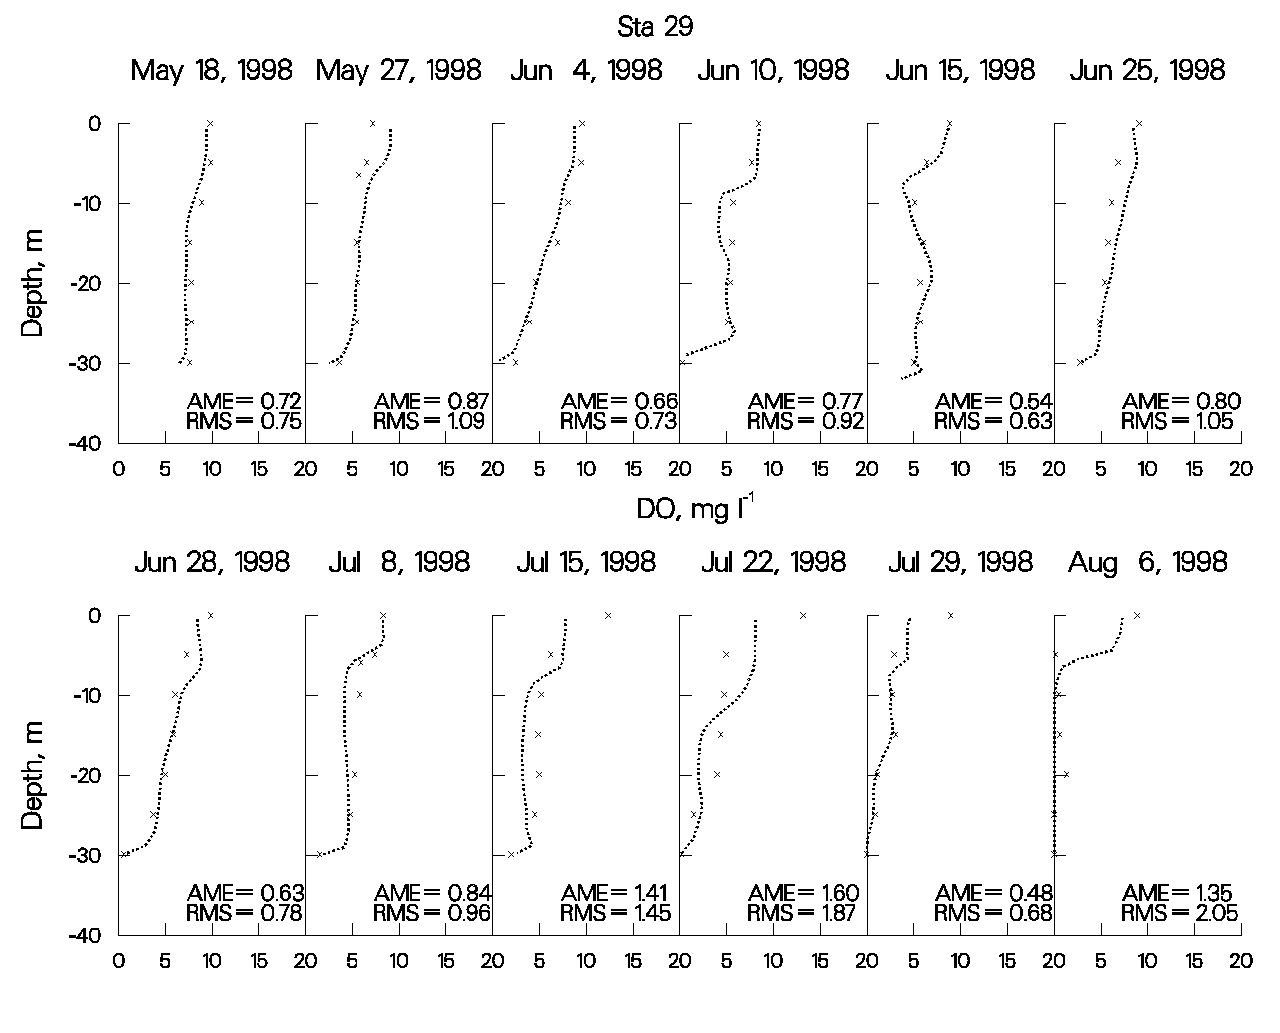 Sta 29
May 18, 1998 May 27, 1998 Jun 4, 1998 Jun 10, 1998 Jun 15, 1998 Jun 25, 1998
0
-10
Depth, m
-20
-30
AME= 0.72 AME= 0.87 AME= 0.66 AME= 0.77 AME= 0.54 AME= 0.80
RMS= 0.75 RMS= 1.09 RMS= 0.73 RMS= 0.92 RMS= 0.63 RMS= 1.05
-40
0 5 10 15 20 5 10 15 20 5 10 15 20 5 10 15 20 5 10 15 20 5 10 15 20
DO, mg l-1
Jun 28, 1998 Jul 8, 1998 Jul 15, 1998 Jul 22, 1998 Jul 29, 1998 Aug 6, 1998
0
-10
Depth, m
-20
-30
AME= 0.63 AME= 0.84 AME= 1.41 AME= 1.60 AME= 0.48 AME= 1.35
RMS= 0.78 RMS= 0.96 RMS= 1.45 RMS= 1.87 RMS= 0.68 RMS= 2.05
-40
0 5 10 15 20 5 10 15 20 5 10 15 20 5 10 15 20 5 10 15 20 5 10 15 20